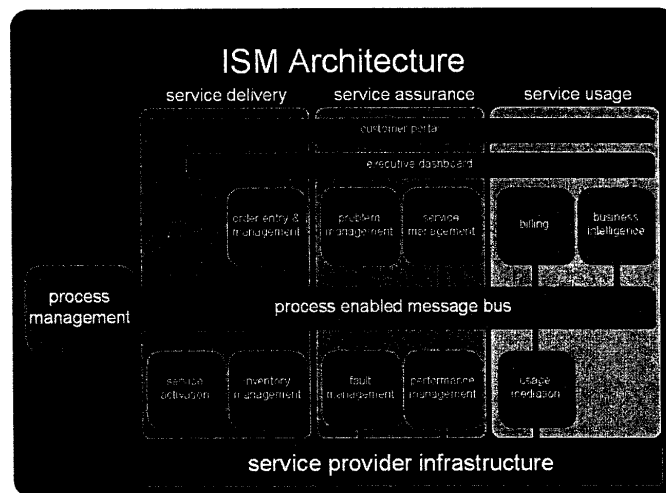 ISM Architecture
service delivery
service assurance
service usage
customer portal
executive dashboard
order entry &
management
problem
management
service
management
billing
business
intelligence
process
management
process enabled message bus
service
activation
inventory
management
fault
management
performance
management
usage
mediation
service provider infrastructure